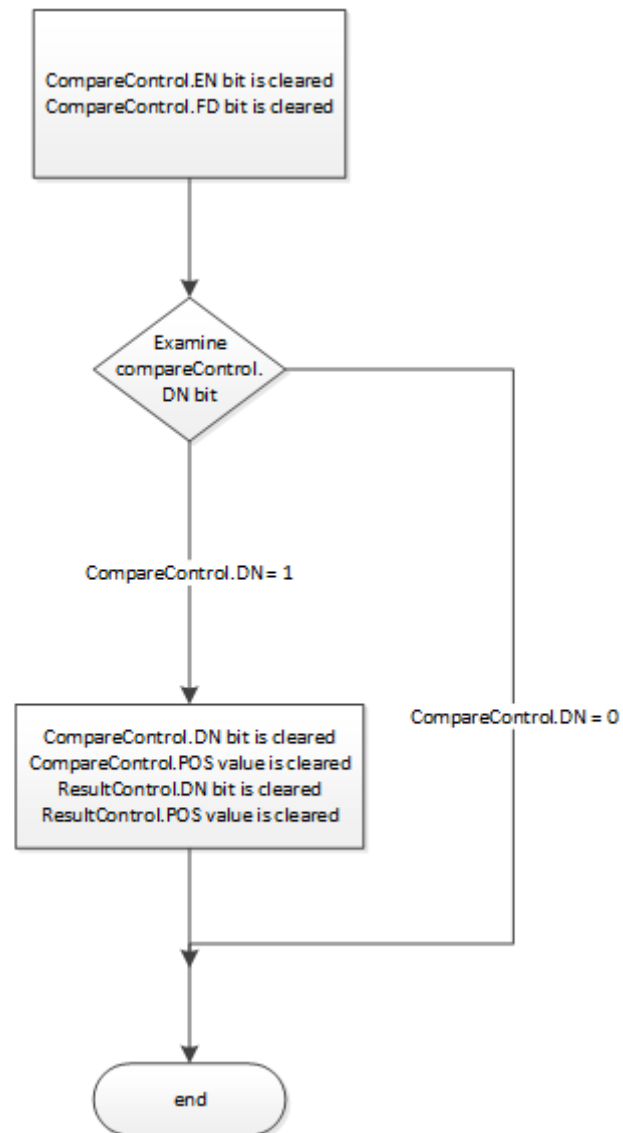 CompareControl.EN bit is cleared
CompareControl.FD bit is cleared
Examine
compareControl.
DN bit
CompareControl.DN = 1
CompareControl.DN = 0
CompareControl.DN bit is cleared
CompareControl.POS value is cleared
ResultControl.DN bit is cleared
ResultControl.POS value is cleared
end